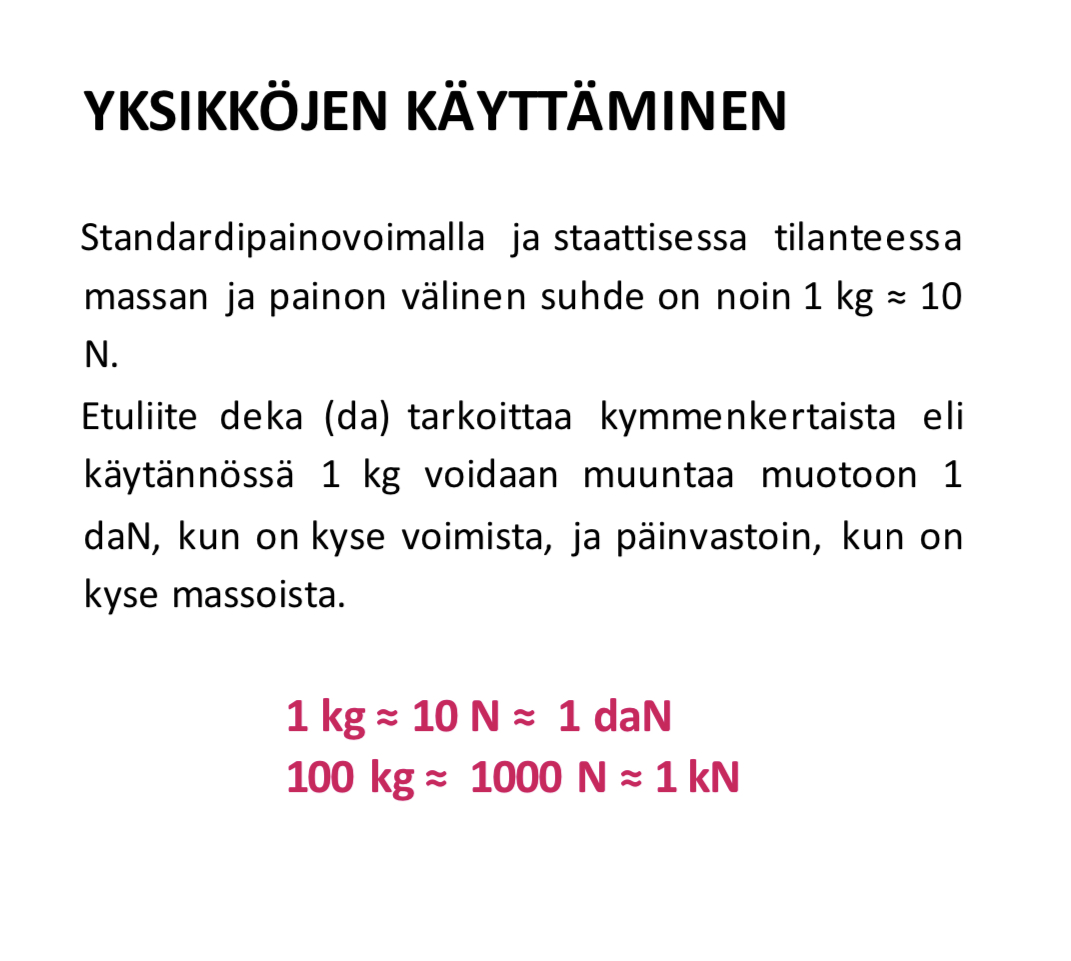 YKSIKKÖJEN KÄYTTÄMINEN
Standardipainovoimalla ja staattisessa tilanteessa
massan ja painon välinen suhde on noin 1 kg ≈ 10
N.
Etuliite deka (da) tarkoittaa kymmenkertaista eli
käytännössä 1 kg voidaan muuntaa muotoon 1
daN, kun on kyse voimista, ja päinvastoin, kun on
kyse massoista.
1 kg ≈ 10 N ≈ 1 daN
100 kg ≈ 1000 N ≈ 1 kN